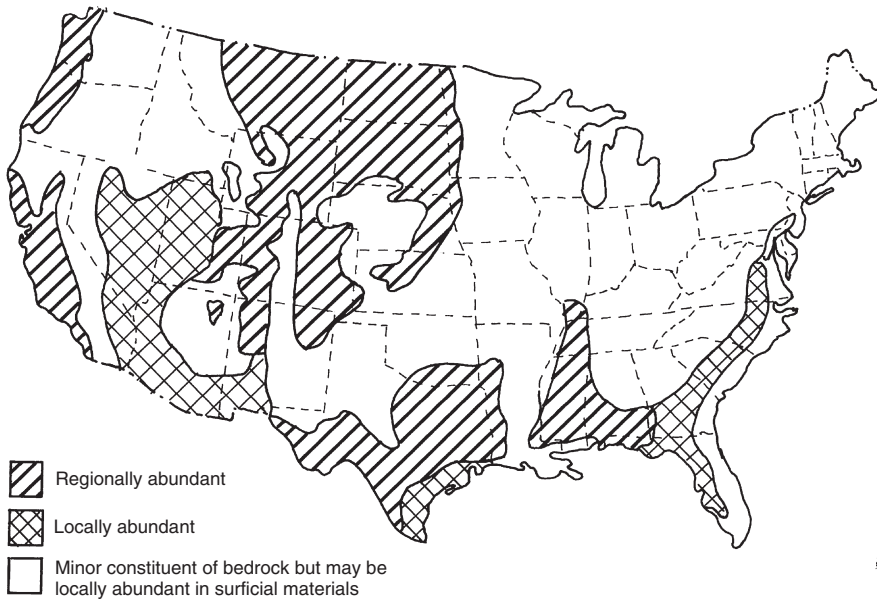 Regionally abundant
Locally abundant
Minor constituent of bedrock but may be
locally abundant in surficial materials